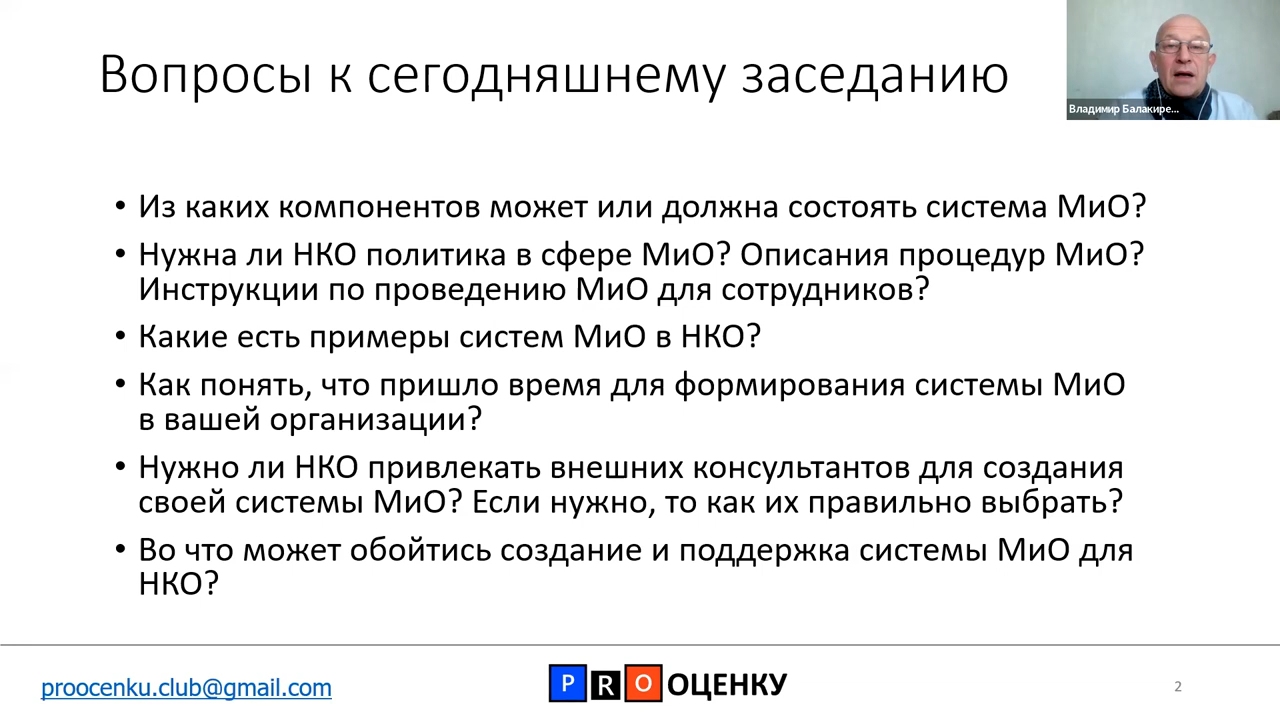 Вопросы к сегодняшнему заседанию
Владимир Балакире...
• Из каких компонентов может или должна состоять система МиО?
• Нужна ли НКО политика в сфере МиО? Описания процедур МиО?
Инструкции по проведению МиО для сотрудников?
• Какие есть примеры систем МиО в НКО?
• Как понять, что пришло время для формирования системы МиО
в вашей организации?
• Нужно ли НКО привлекать внешних консультантов для создания
своей системы МиО? Если нужно, то как их правильно выбрать?
• Во что может обойтись создание и поддержка системы МиО для
НКО?
proocenku.club@gmail.com
PRO ОЦЕНКУ
2